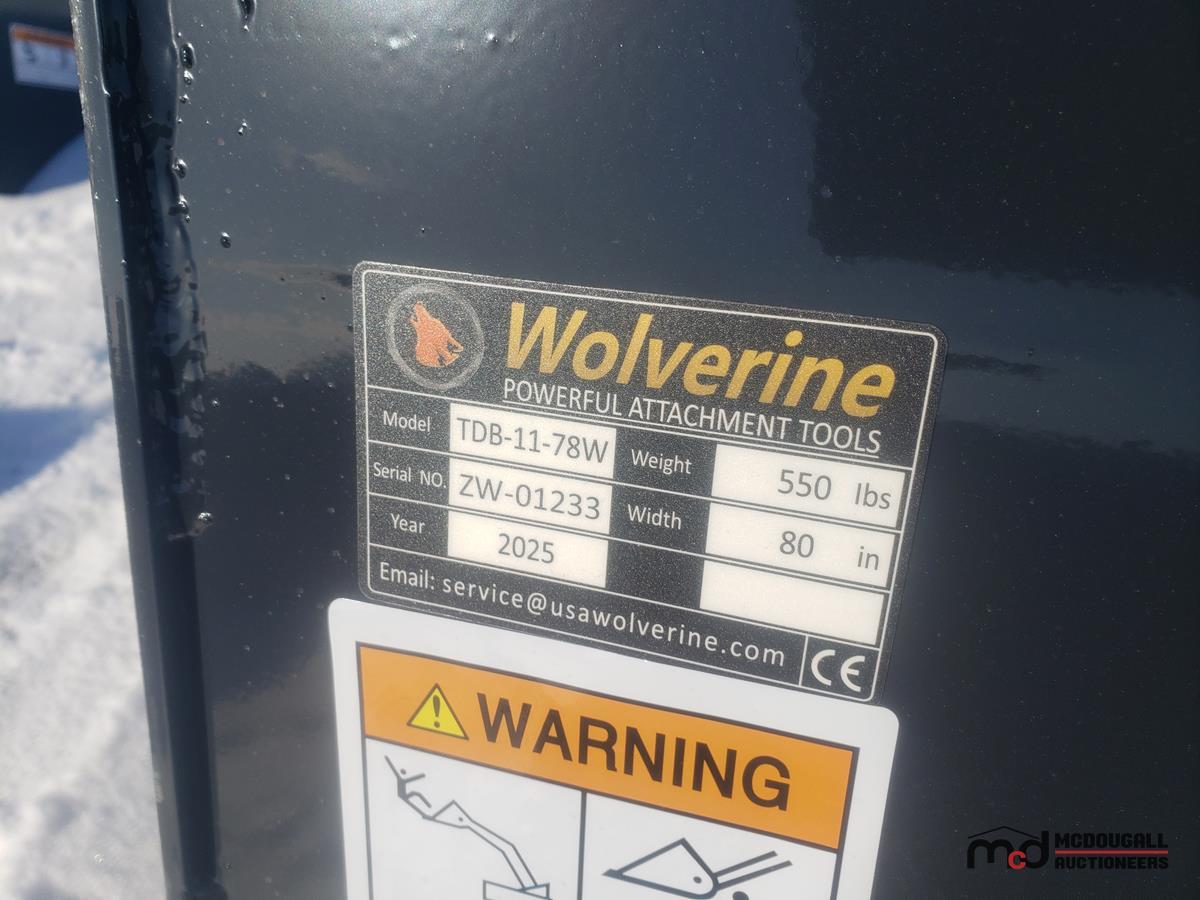 Wolverine
POWERFUL ATTACHMENT TOOLS
Model TDB-11-78W Weight 550 lbs
Serial NO. ZW-01233 Width 80 in
Year 2025
Email: service@usawolverine.com CE
WARNING
mcd MCDOUGALL
AUCTIONEERS